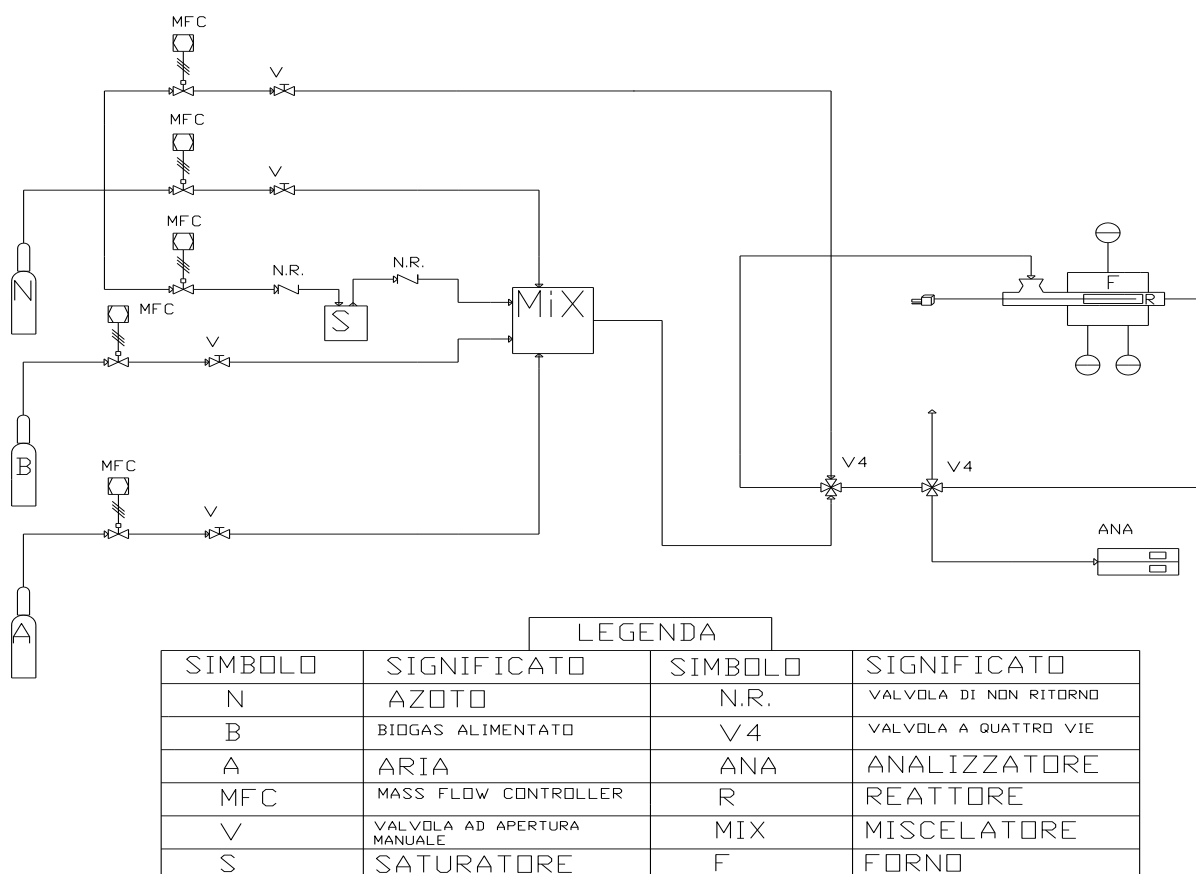 MFC
V
MFC
V
MFC
N.R.
N.R.
N
S
MiX
MFC
V
B
MFC
V
A
F
R
V4
V4
ANA
LEGENDA
SIMBOLO SIGNIFICATO SIMBOLO SIGNIFICATO
N AZOTO N.R. VALVOLA DI NON RITORNO
B BIOGAS ALIMENTATO V4 VALVOLA A QUATTRO VIE
A ARIA ANA ANALIZZATORE
MFC MASS FLOW CONTROLLER R REATTORE
V VALVOLA AD APERTURA MANUALE MIX MISCELATORE
S SATURATORE F FORNO